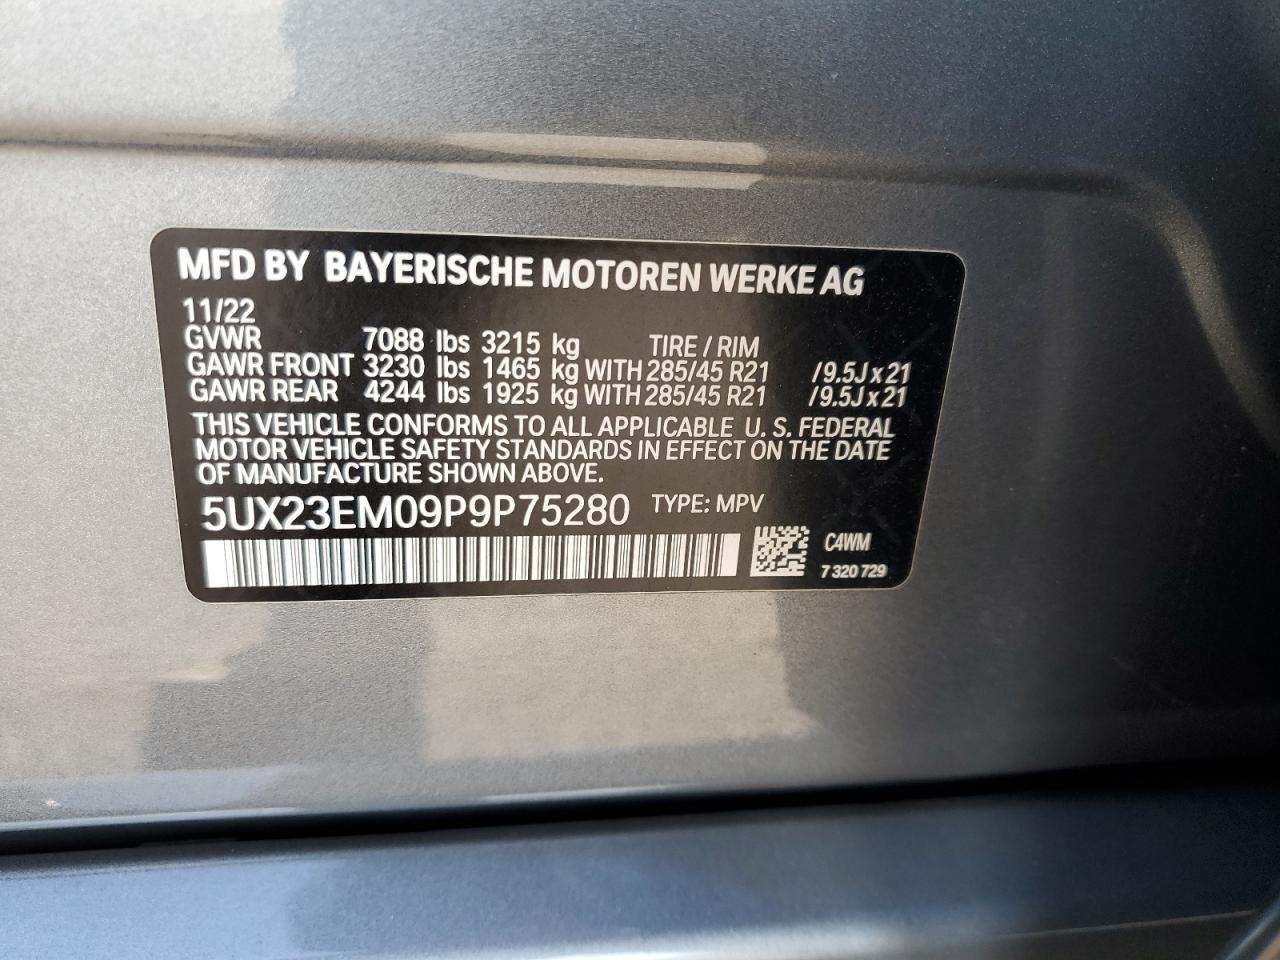 MFD BY BAYERISCHE MOTOREN WERKE AG
11/22
GVWR 7088 lbs 3215 kg TIRE / RIM
GAWR FRONT 3230 lbs 1465 kg WITH 285/45 R21 /9.5J x 21
GAWR REAR 4244 lbs 1925 kg WITH 285/45 R21 /9.5J x 21
THIS VEHICLE CONFORMS TO ALL APPLICABLE U. S. FEDERAL
MOTOR VEHICLE SAFETY STANDARDS IN EFFECT ON THE DATE
OF MANUFACTURE SHOWN ABOVE.
5UX23EM09P9P75280 TYPE: MPV
C4WM
7 320 729